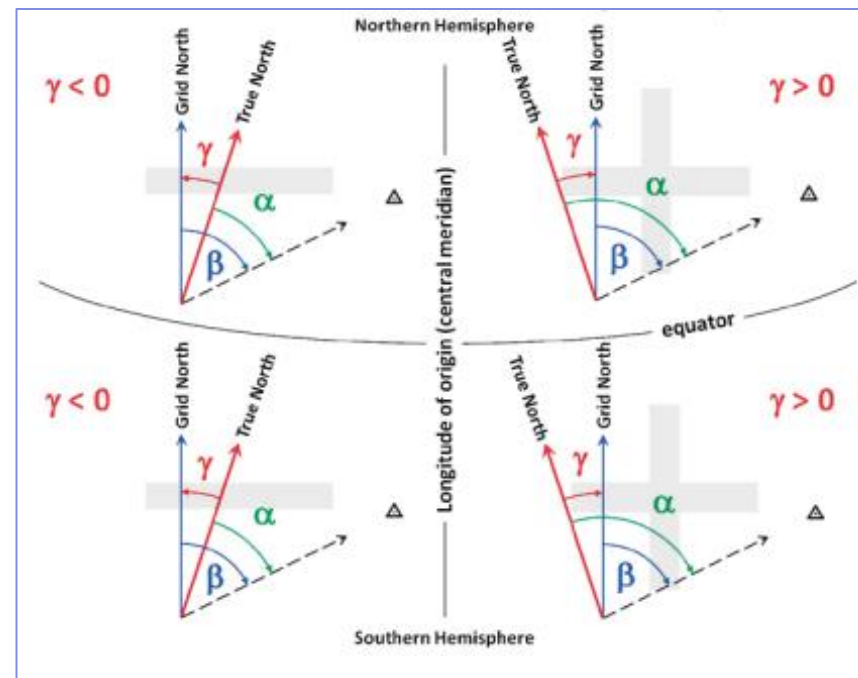 Northern Hemisphere
γ < 0
Grid North
True North
γ
α
β
True North
Grid North
γ > 0
γ
α
β
Longitude of origin (central meridian)
equator
γ < 0
Grid North
True North
γ
α
β
True North
Grid North
γ > 0
γ
α
β
Southern Hemisphere